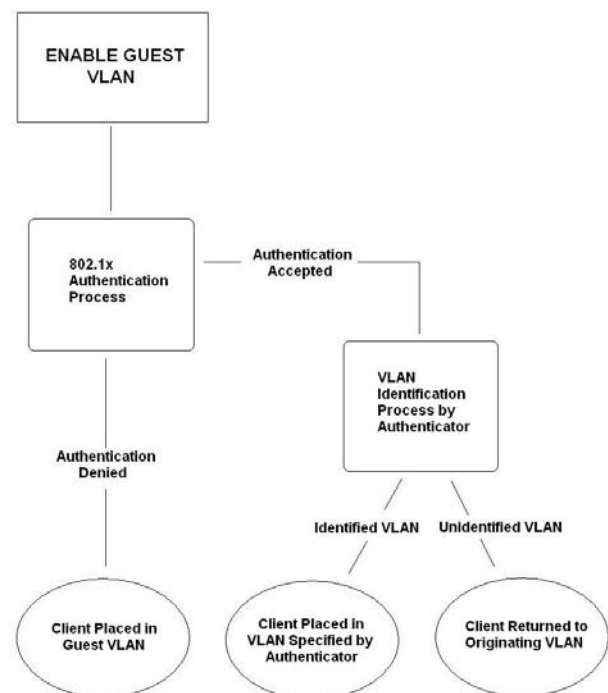 ENABLE GUEST
VLAN
802.1x
Authentication
Process
Authentication
Accepted
VLAN
Identification
Process by
Authenticator
Authentication
Denied
Identified VLAN
Unidentified VLAN
Client Placed in
Guest VLAN
Client Placed in
VLAN Specified by
Authenticator
Client Returned to
Originating VLAN